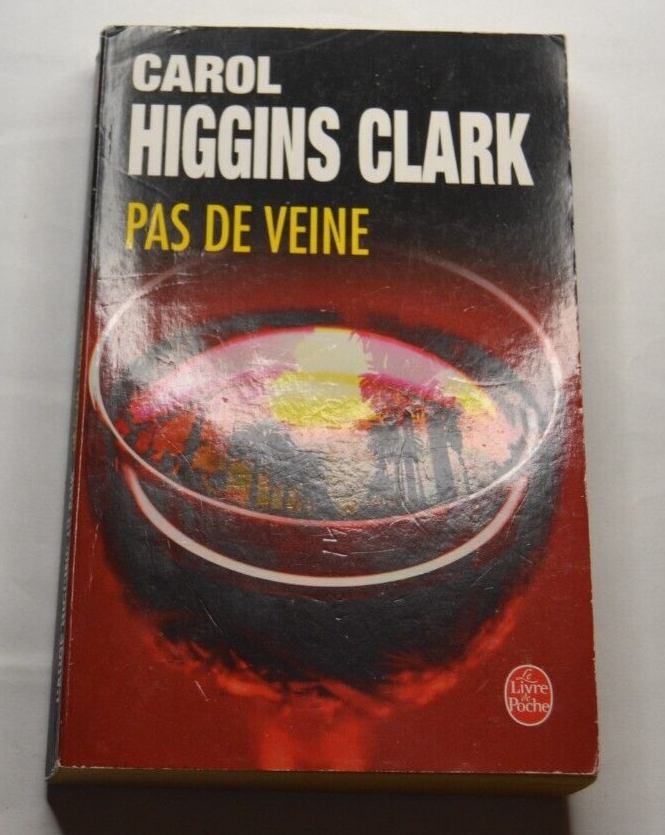 CAROL
HIGGINS CLARK
PAS DE VEINE
Le
Livre
de
Poche